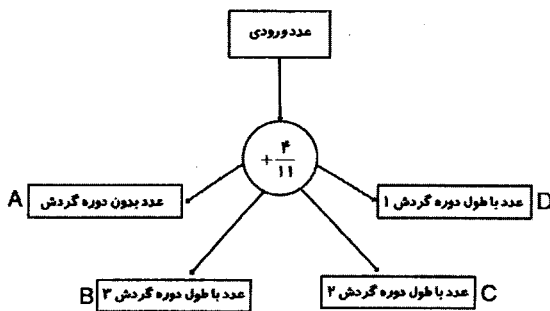 عدد ورودی
+ ۴/۱۱
A عدد بدون دوره گردش
عدد با طول دوره گردش ۱ D
B عدد با طول دوره گردش ۳
عدد با طول دوره گردش ۲ C